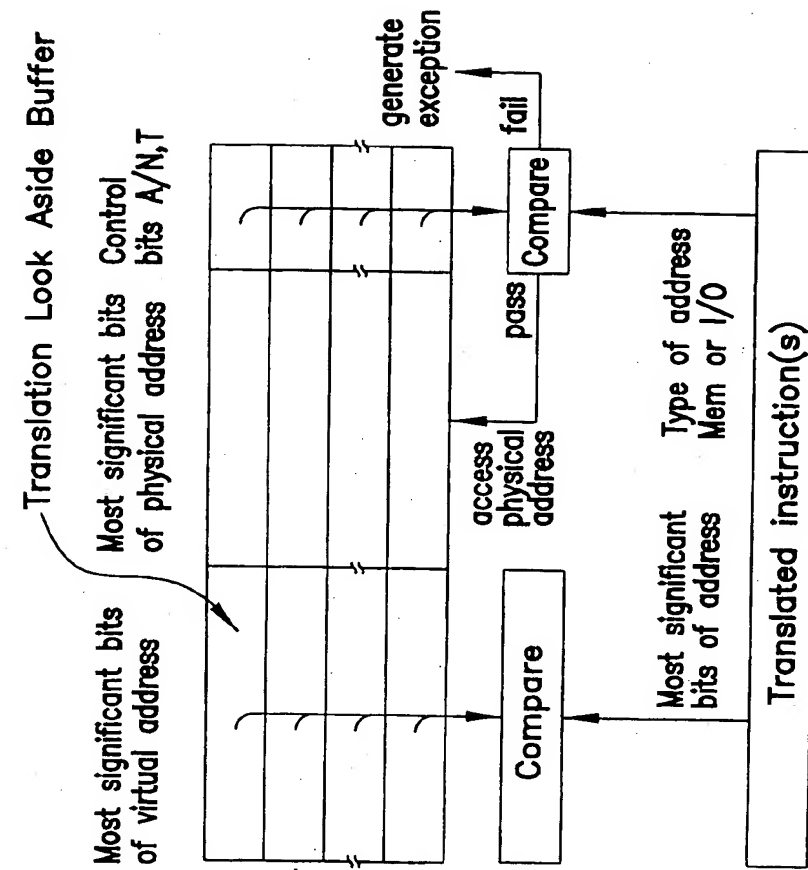 Translation Look Aside Buffer
Most significant bits
of virtual address
Most significant bits
of physical address
Control
bits A/N,T
Compare
access
physical
address
pass
Compare
fail
generate
exception
Most significant
bits of address
Type of address
Mem or I/O
Translated instruction(s)